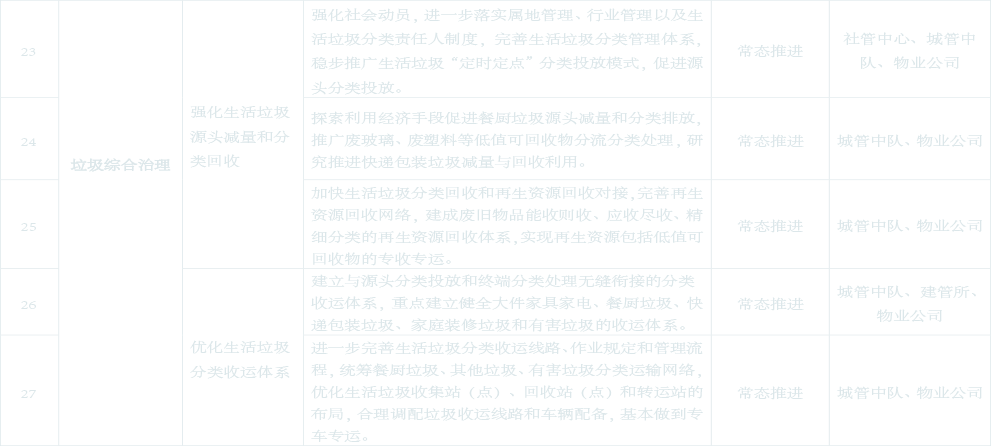 23
垃圾综合治理
强化生活垃圾
源头减量和分
类回收
强化社会动员，进一步落实属地管理、行业管理以及生
活垃圾分类责任人制度，完善生活垃圾分类管理体系，
稳步推广生活垃圾“定时定点”分类投放模式，促进源
头分类投放。
常态推进
社管中心、城管中
队、物业公司
24
探索利用经济手段促进餐厨垃圾源头减量和分类排放，
推广废玻璃、废塑料等低值可回收物分流分类处理，研
究推进快递包装垃圾减量与回收利用。
常态推进
城管中队、物业公司
25
加快生活垃圾分类回收和再生资源回收对接，完善再生
资源回收网络，建成废旧物品能收则收、应收尽收、精
细分类的再生资源回收体系，实现再生资源包括低值可
回收物的专收专运。
常态推进
城管中队、物业公司
26
优化生活垃圾
分类收运体系
建立与源头分类投放和终端分类处理无缝衔接的分类
收运体系，重点建立健全大件家具家电、餐厨垃圾、快
递包装垃圾、家庭装修垃圾和有害垃圾的收运体系。
常态推进
城管中队、建管所、
物业公司
27
进一步完善生活垃圾分类收运线路、作业规定和管理流
程，统筹餐厨垃圾、其他垃圾、有害垃圾分类运输网络，
优化生活垃圾收集站（点）、回收站（点）和转运站的
布局，合理调配垃圾收运线路和车辆配备，基本做到专
车专运。
常态推进
城管中队、物业公司